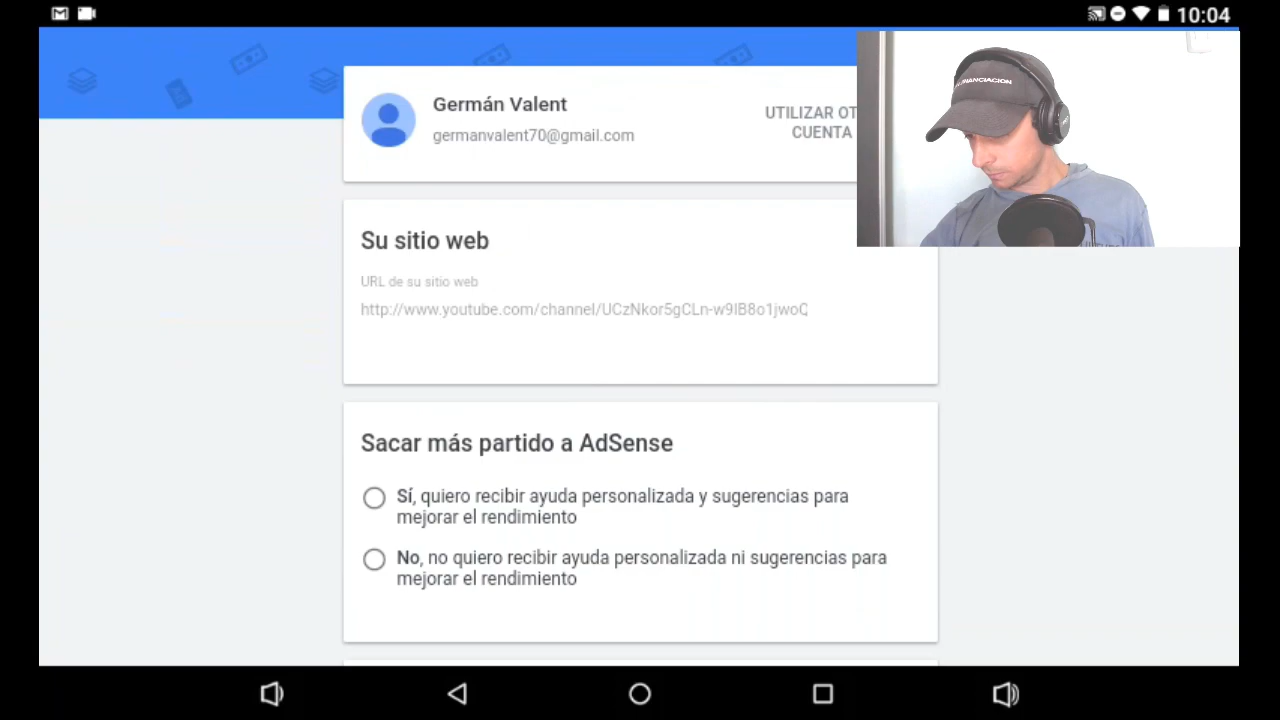 10:04
Germán Valent
germanvalent70@gmail.com
UTILIZAR
CUENTA
Su sitio web
URL de su sitio web
http://www.youtube.com/channel/UCzNkor5gCLn-w9IB8o1jwoQ
Sacar más partido a AdSense
Sí, quiero recibir ayuda personalizada y sugerencias para
mejorar el rendimiento
No, no quiero recibir ayuda personalizada ni sugerencias para
mejorar el rendimiento